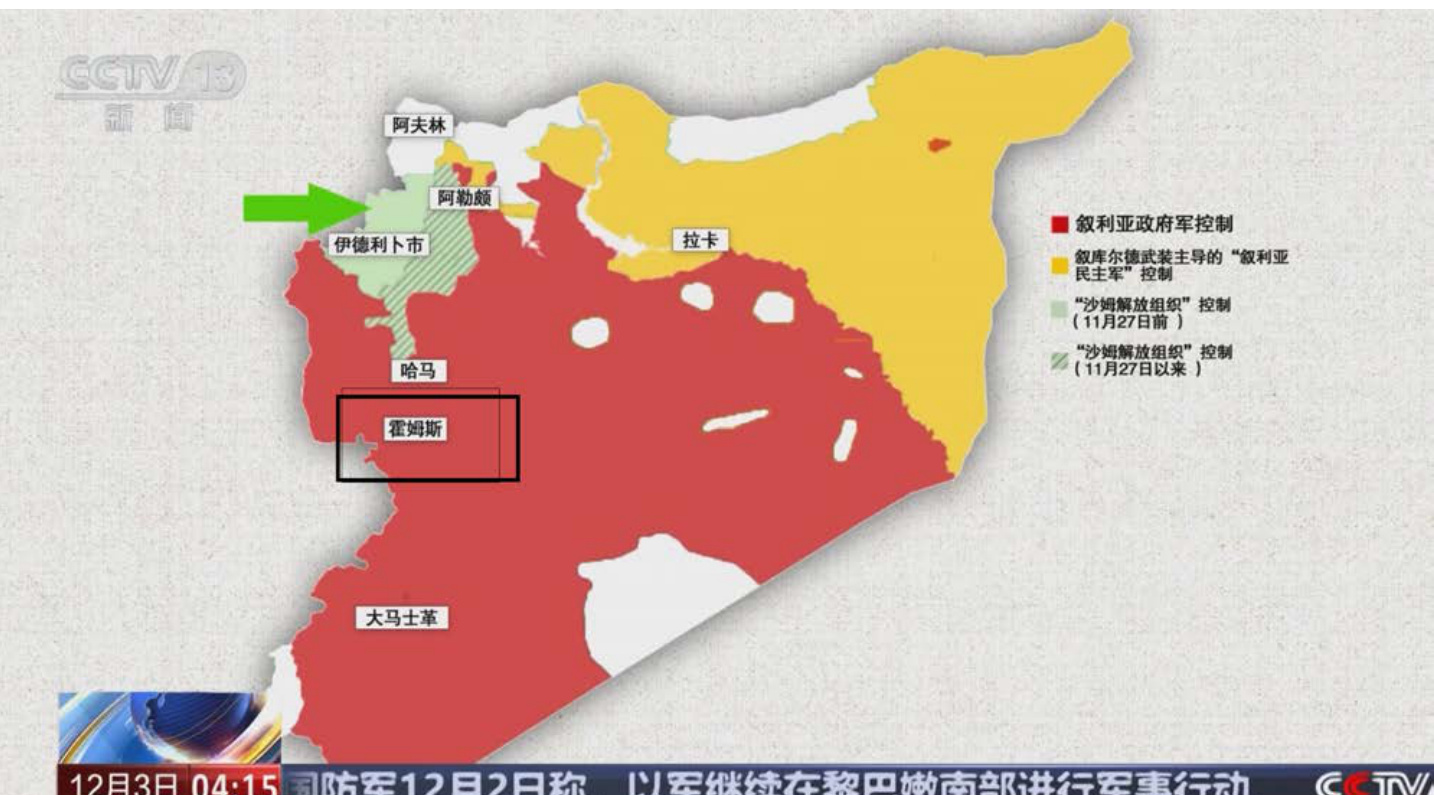 CCTV 13
新闻
阿夫林
阿勒颇
伊德利卜市
拉卡
叙利亚政府军控制
叙库尔德武装主导的“叙利亚
民主军”控制
“沙姆解放组织”控制
（11月27日前）
“沙姆解放组织”控制
（11月27日以来）
哈马
霍姆斯
大马士革
12月3日 04:15 国防军12月2日称 以军继续在黎巴嫩南部进行军事行动 CCTV